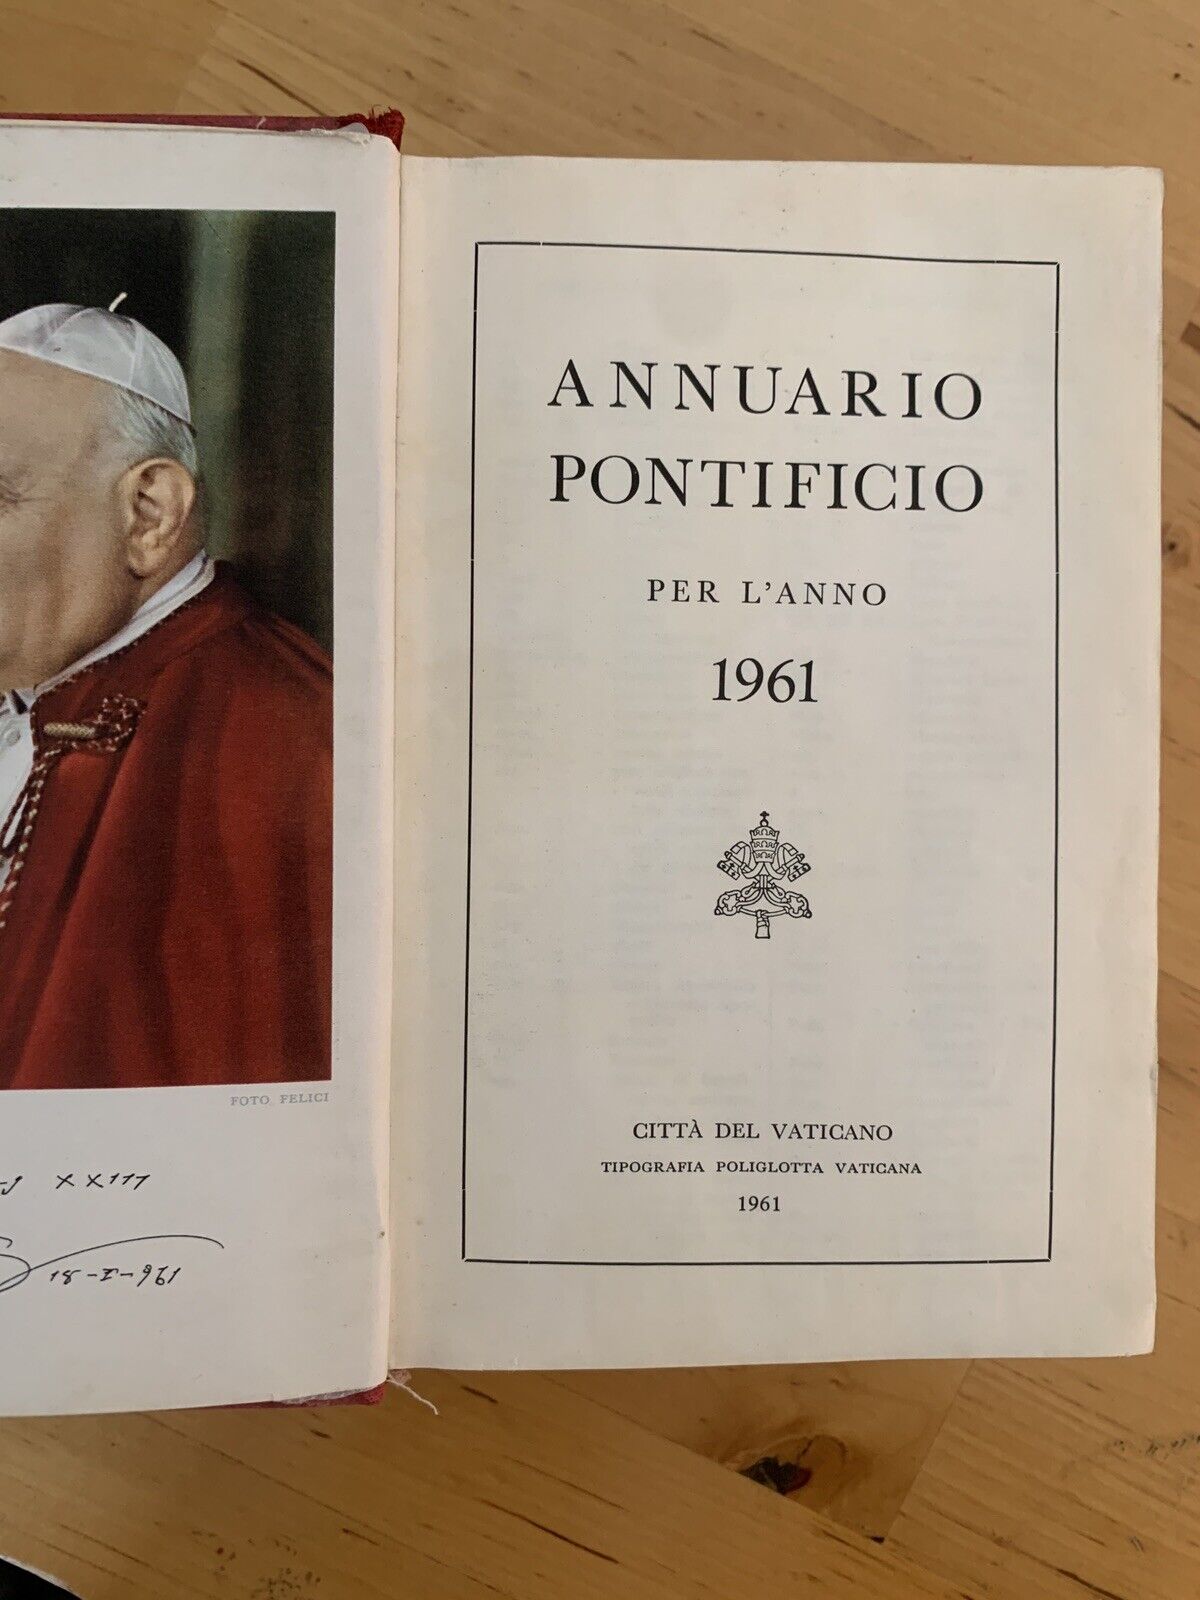 FOTO FELICI
XXIII
18-I-961
ANNUARIO
PONTIFICIO
PER L'ANNO
1961
CITTÀ DEL VATICANO
TIPOGRAFIA POLIGLOTTA VATICANA
1961